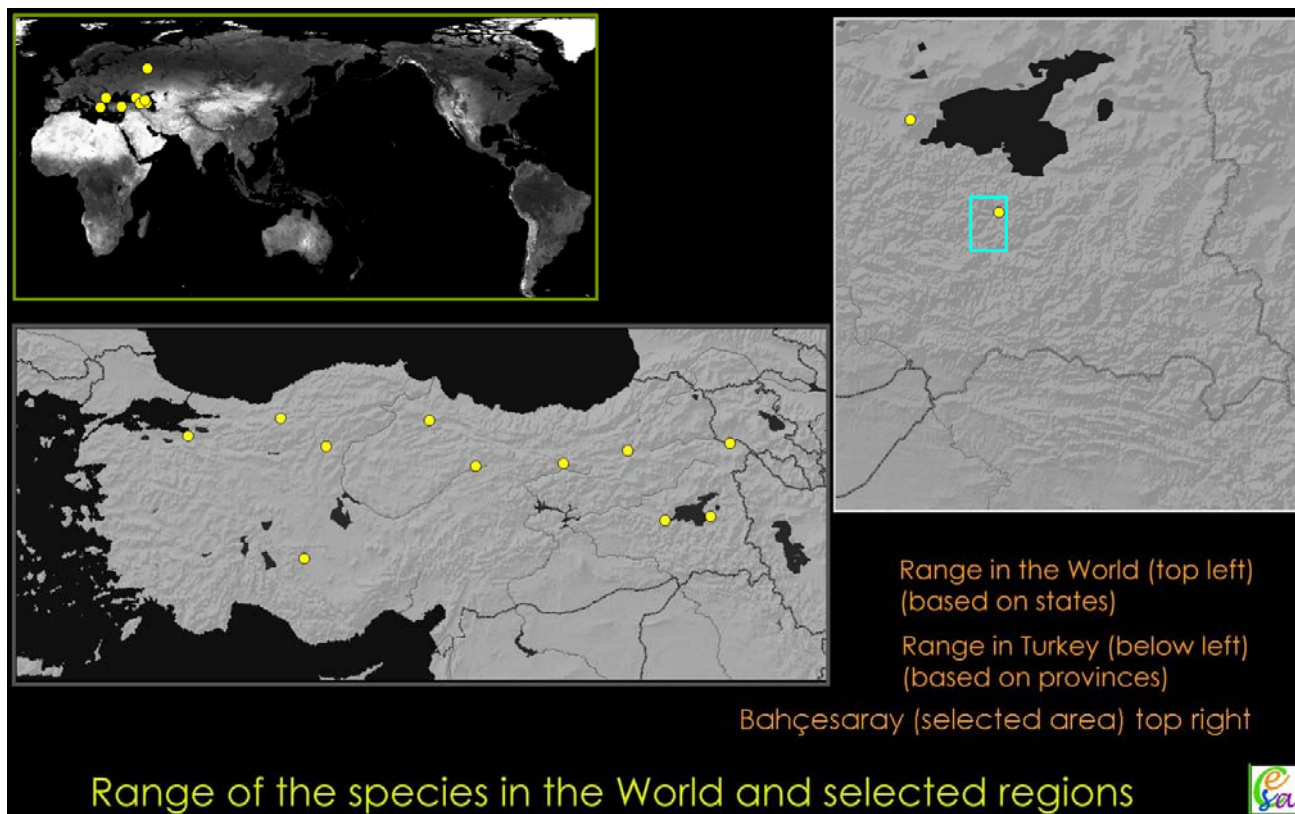 Range in the World (top left)
(based on states)
Range in Turkey (below left)
(based on provinces)
Bahçesaray (selected area) top right
Range of the species in the World and selected regions